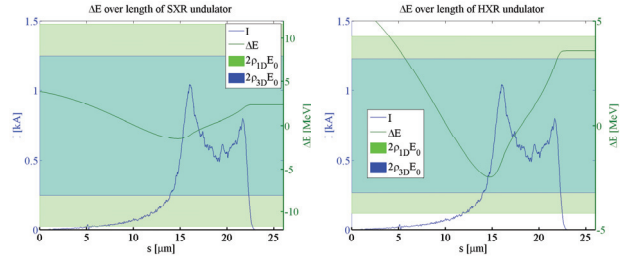 ΔE over length of SXR undulator
I
ΔE
2ρ1DE0
2ρ3DE0
1.5
1
0.5
0
I [kA]
10
5
0
-5
-10
ΔE [MeV]
0 5 10 15 20 25
s [μm]
ΔE over length of HXR undulator
I
ΔE
2ρ1DE0
2ρ3DE0
1.5
1
0.5
0
[kA]
5
0
-5
ΔE [MeV]
0 5 10 15 20 25
s [μm]